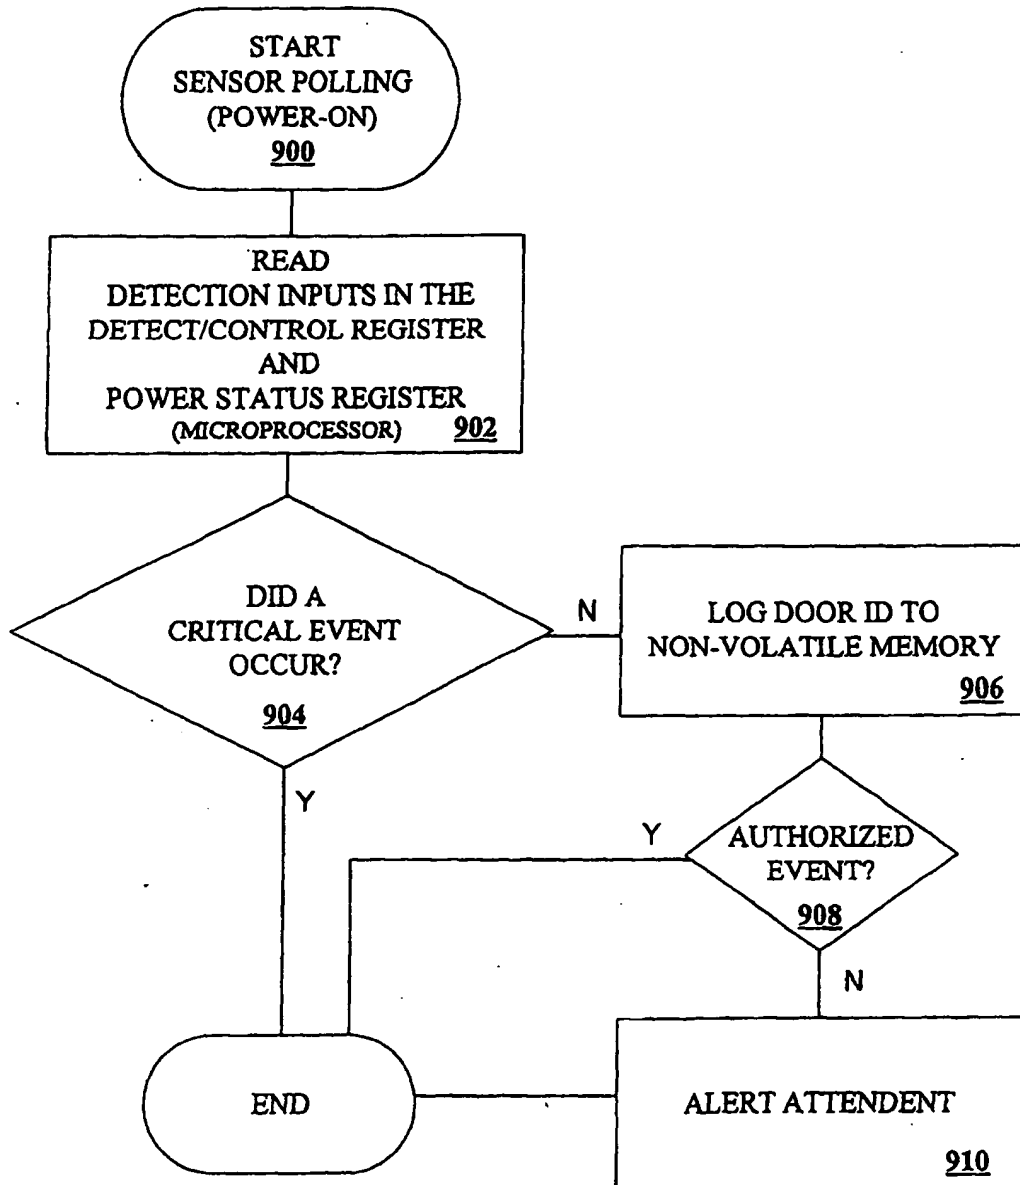 START
SENSOR POLLING
(POWER-ON)
900
READ
DETECTION INPUTS IN THE
DETECT/CONTROL REGISTER
AND
POWER STATUS REGISTER
(MICROPROCESSOR) 902
DID A
CRITICAL EVENT
OCCUR?
904
N
LOG DOOR ID TO
NON-VOLATILE MEMORY
906
Y
Y
AUTHORIZED
EVENT?
908
N
END
ALERT ATTENDENT
910